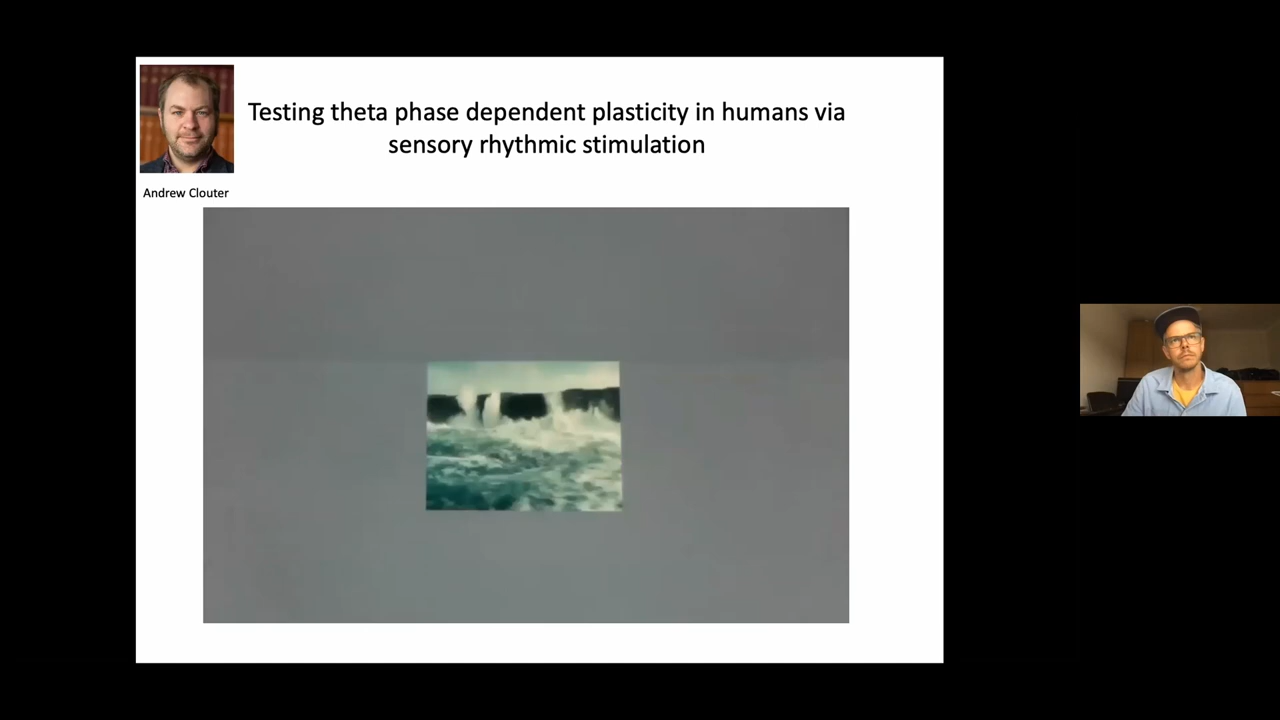 Testing theta phase dependent plasticity in humans via
sensory rhythmic stimulation
Andrew Clouter